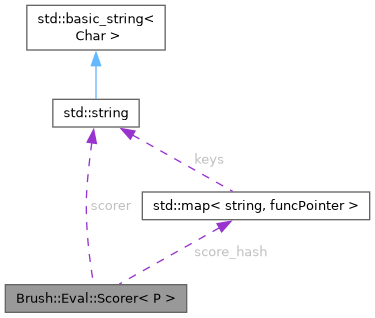 std::basic_string<
Char >
std::string
keys
scorer
std::map< string, funcPointer >
score_hash
Brush::Eval::Scorer< P >